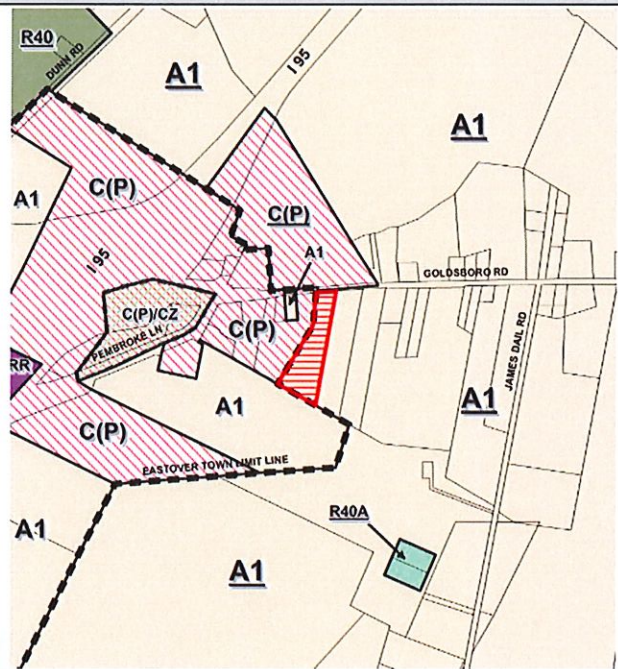 R40
DUNN RD
A1
I 95
A1
C(P)
A1
C(P)
A1
GOLDSBORO RD
I 95
C(P)/CZ
PEMBROKE LN
C(P)
JAMES DAIL RD
RR
A1
A1
C(P)
EASTOVER TOWN LIMIT LINE
R40A
A1
A1